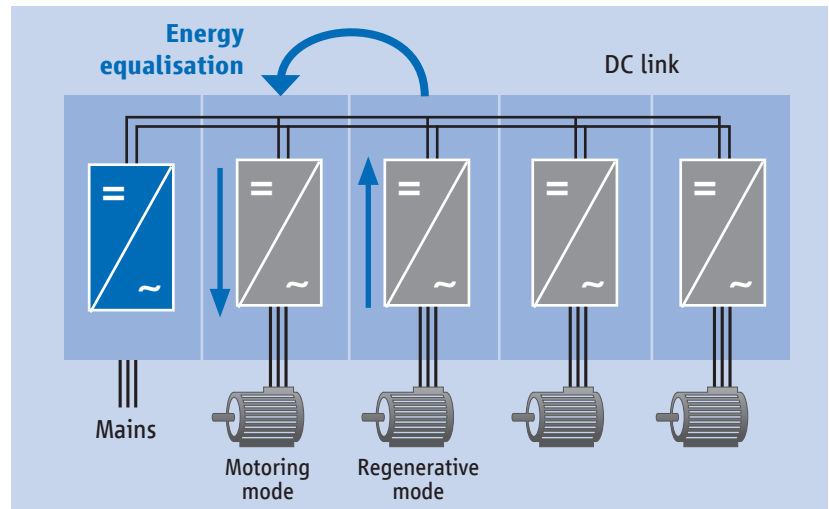 Energy
equalisation
DC link
=
~
=
~
=
~
=
~
=
~
Mains
Motoring
mode
Regenerative
mode